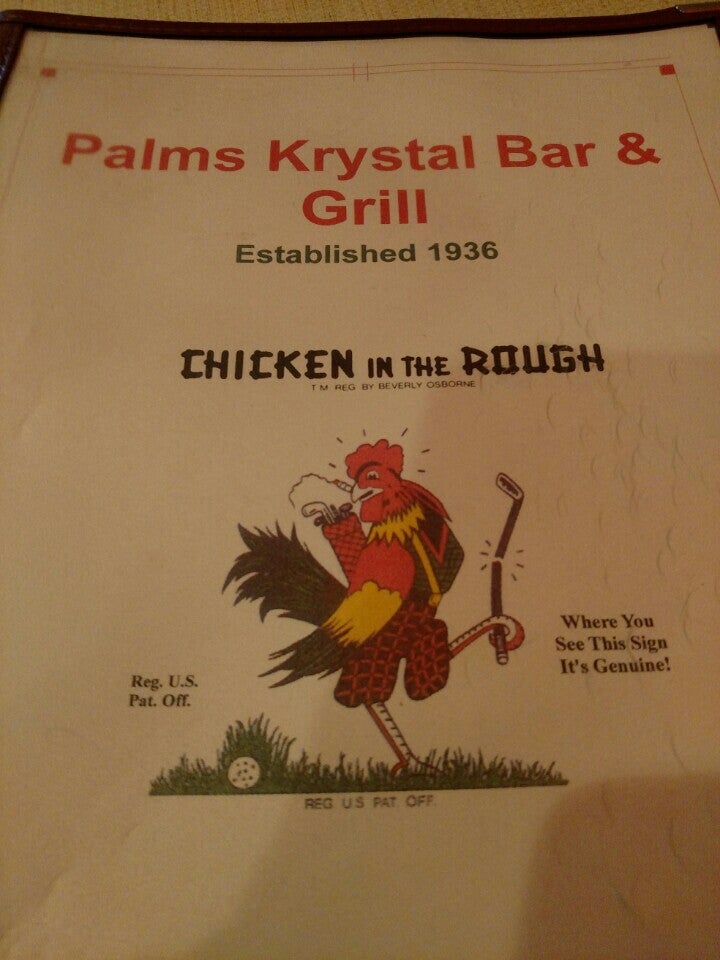 Palms Krystal Bar &
Grill
Established 1936
CHICKEN IN THE ROUGH
T M REG BY BEVERLY OSBORNE
Where You
See This Sign
It's Genuine!
Reg. U.S.
Pat. Off.
REG U.S PAT OFF